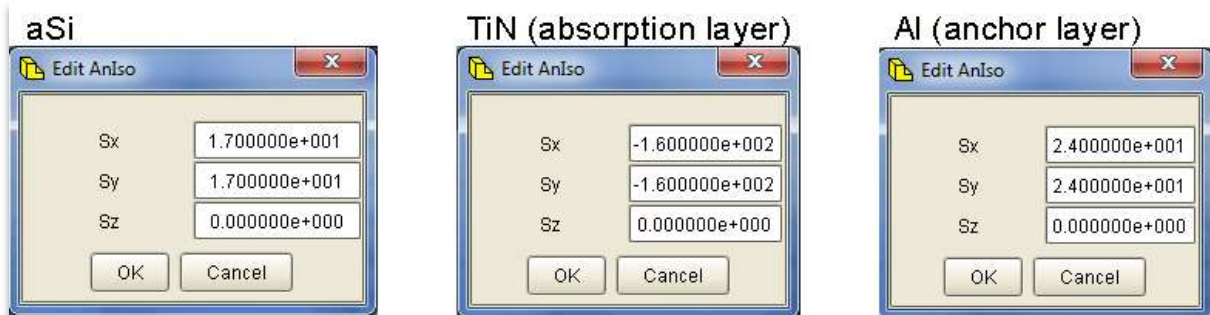 aSi
Edit AnIso
Sx 1.700000e+001
Sy 1.700000e+001
Sz 0.000000e+000
OK Cancel
TiN (absorption layer)
Edit AnIso
Sx -1.600000e+002
Sy -1.600000e+002
Sz 0.000000e+000
OK Cancel
Al (anchor layer)
Edit AnIso
Sx 2.400000e+001
Sy 2.400000e+001
Sz 0.000000e+000
OK Cancel